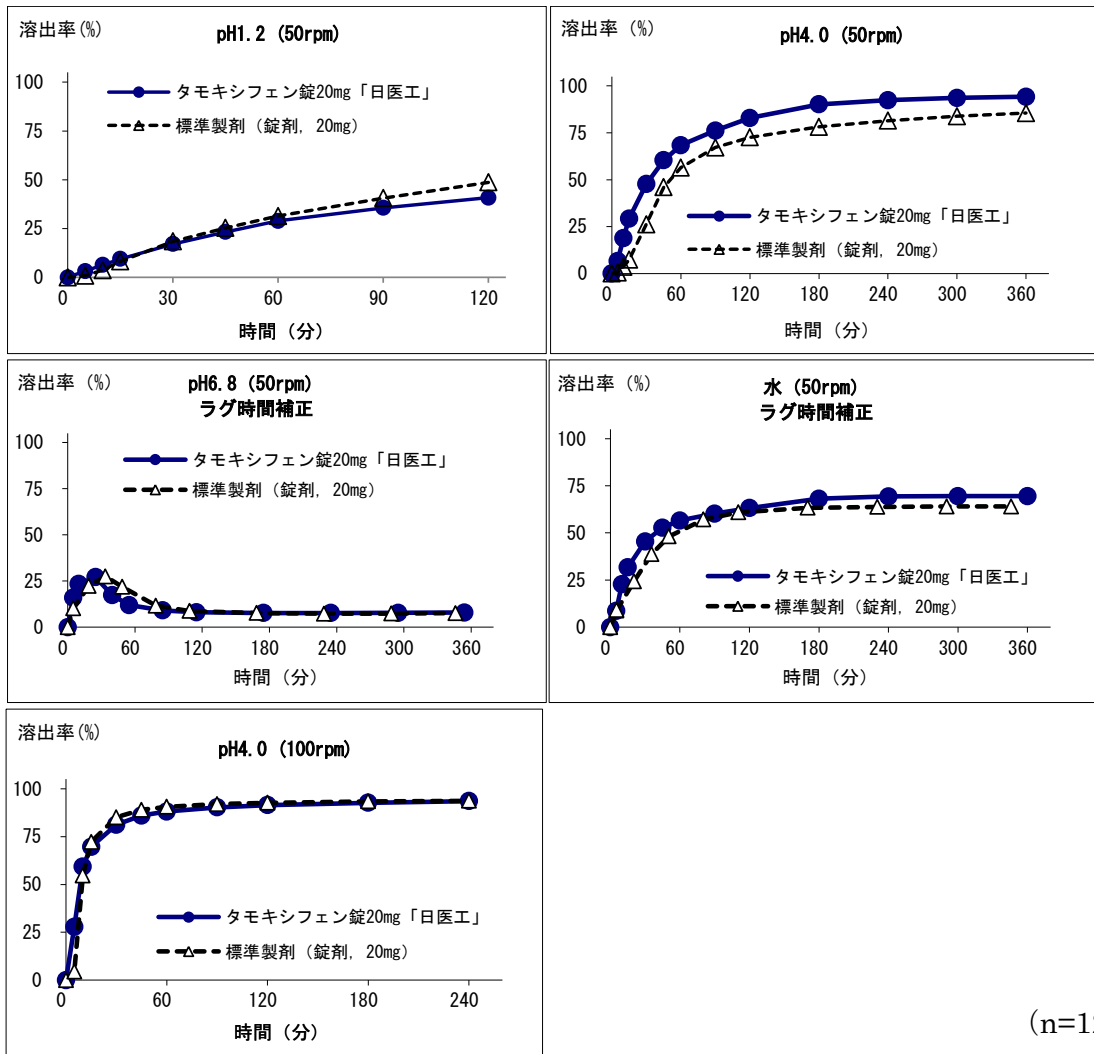 溶出率(%)
pH1.2 (50rpm)
100
75
50
25
0
タモキシフェン錠20mg「日医工」
標準製剤（錠剤, 20mg）
0 30 60 90 120
時間（分）
溶出率(%)
pH4.0 (50rpm)
100
75
50
25
0
タモキシフェン錠20mg「日医工」
標準製剤（錠剤, 20mg）
0 60 120 180 240 300 360
時間（分）
溶出率(%)
pH6.8 (50rpm)
ラグ時間補正
100
75
50
25
0
タモキシフェン錠20mg「日医工」
標準製剤（錠剤, 20mg）
0 60 120 180 240 300 360
時間（分）
溶出率(%)
水 (50rpm)
ラグ時間補正
100
75
50
25
0
タモキシフェン錠20mg「日医工」
標準製剤（錠剤, 20mg）
0 60 120 180 240 300 360
時間（分）
溶出率(%)
pH4.0 (100rpm)
100
75
50
25
0
タモキシフェン錠20mg「日医工」
標準製剤（錠剤, 20mg）
0 60 120 180 240
時間（分）